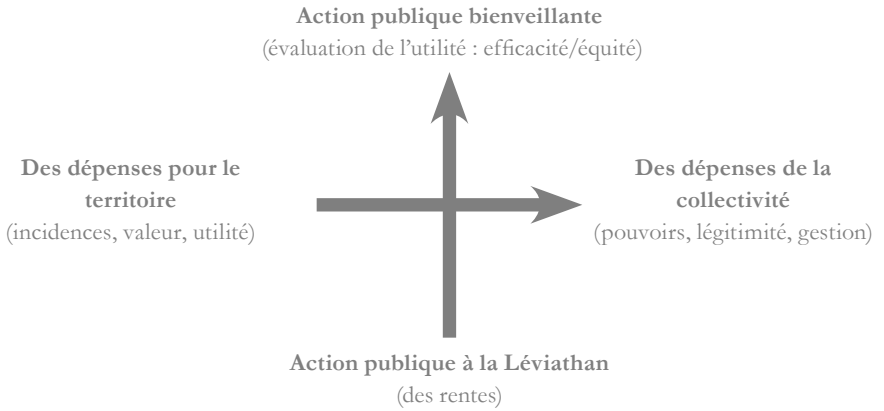 Action publique bienveillante
(évaluation de l’utilité : efficacité/équité)
Des dépenses pour le
territoire
(incidences, valeur, utilité)
Des dépenses de la
collectivité
(pouvoirs, légitimité, gestion)
Action publique à la Léviathan
(des rentes)